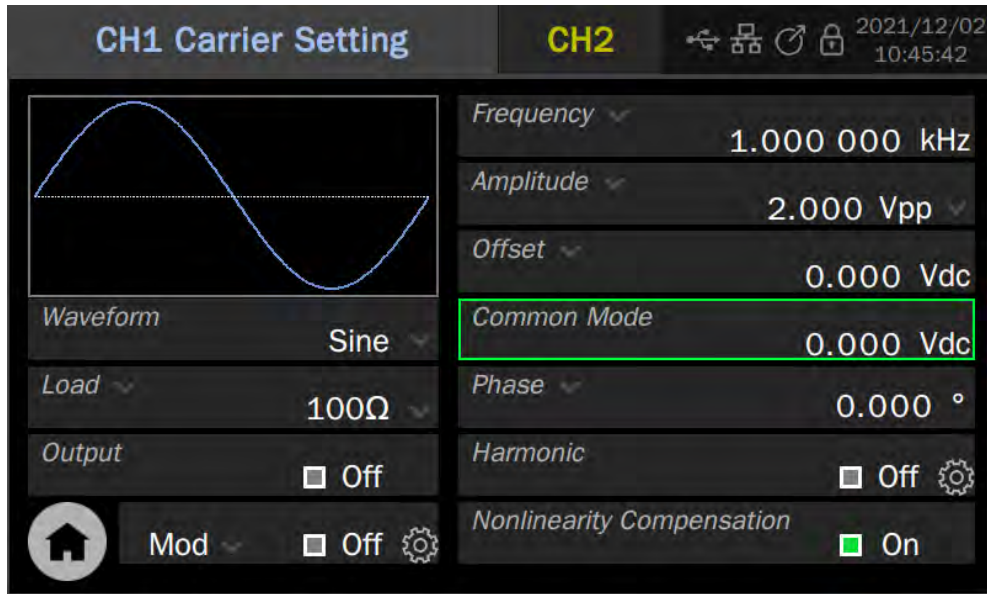 CH1 Carrier Setting
CH2
2021/12/02
10:45:42
Frequency
1.000 000 kHz
Amplitude
2.000 Vpp
Offset
0.000 Vdc
Waveform
Sine
Common Mode
0.000 Vdc
Load
100Ω
Phase
0.000 °
Output
Off
Harmonic
Off
Mod
Off
Nonlinearity Compensation
On